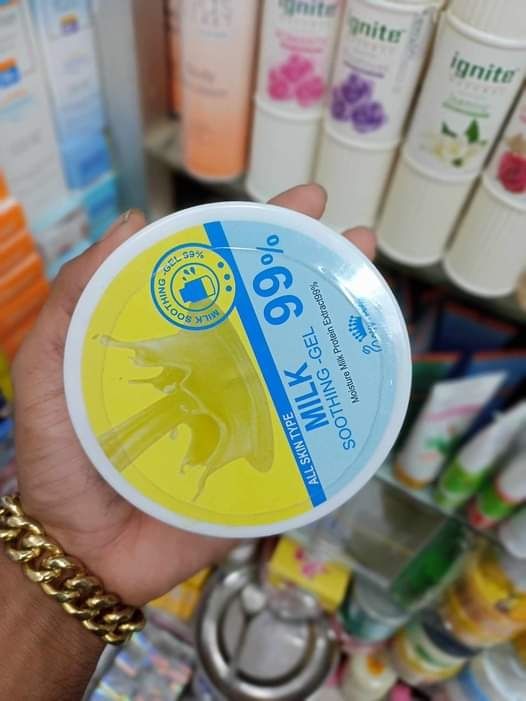 MILK SOOTHING-GEL 99%
99%
MILK
SOOTHING -GEL
Moisture Milk Protein Extract99%
ALL SKIN TYPE
ignite
ignite
ignite